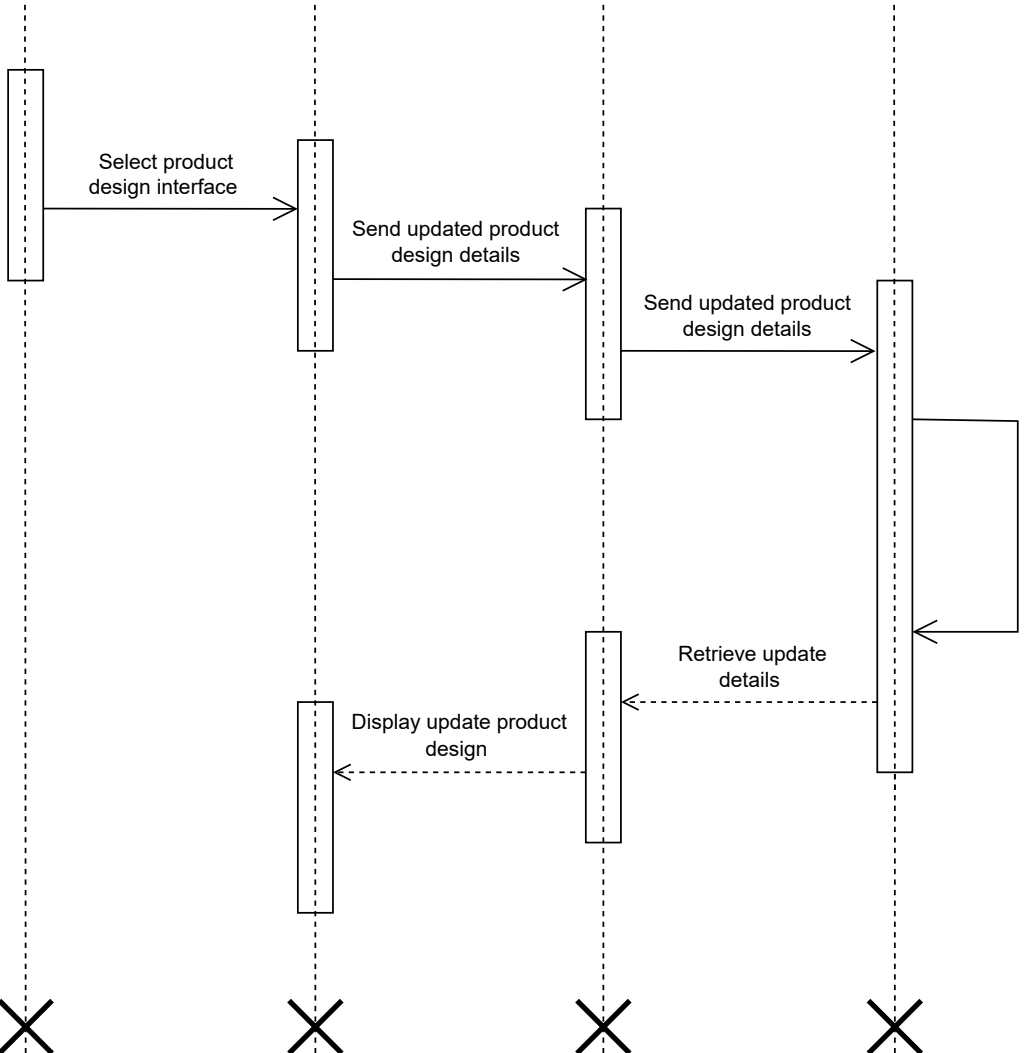 Select product
design interface
Send updated product
design details
Send updated product
design details
Retrieve update
details
Display update product
design